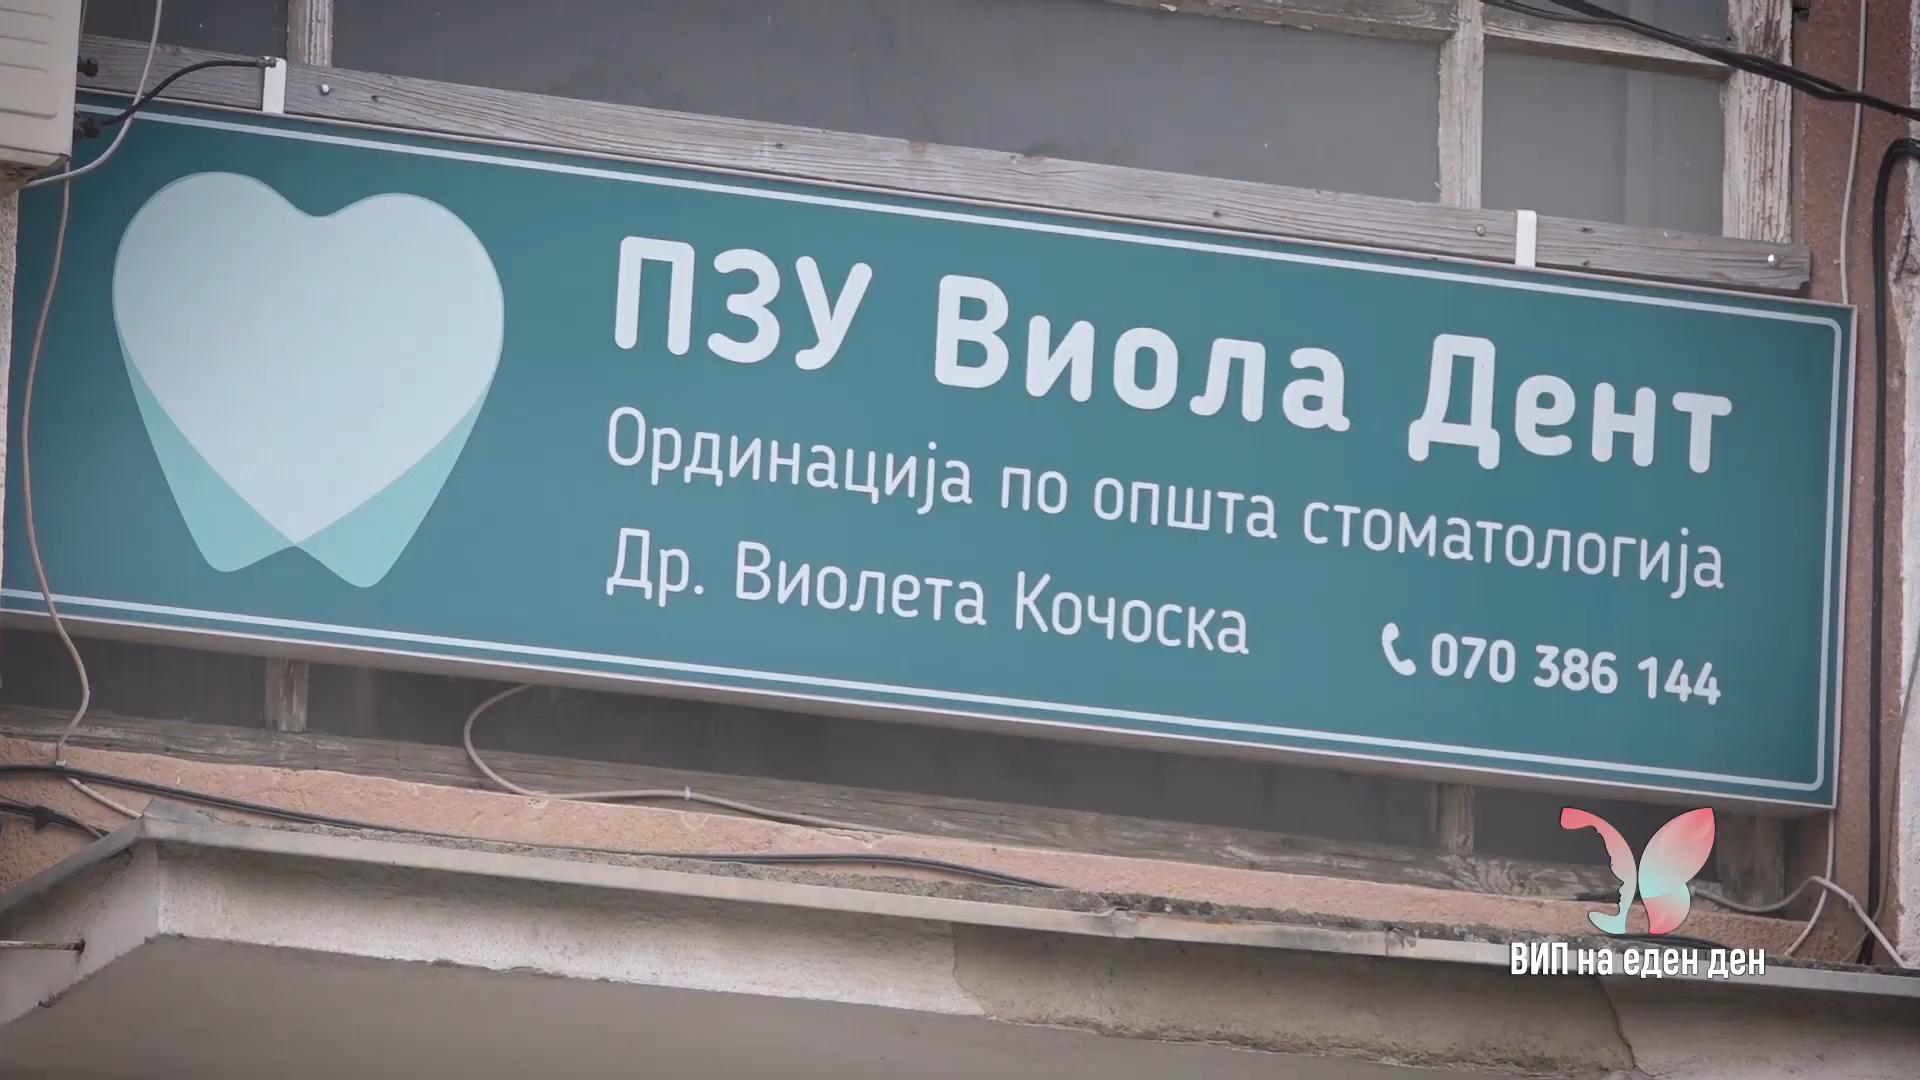 ПЗУ Виола Дент
Ординација по општа стоматологија
Др. Виолета Кочоска
070 386 144
ВИП на еден ден